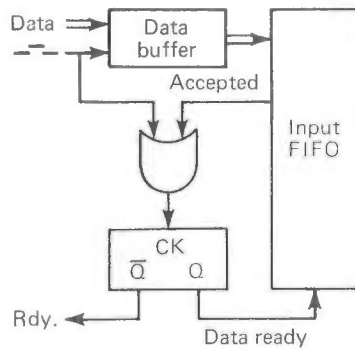 Data
Data
buffer
Accepted
Input
FIFO
CK
Q̅ Q
Rdy.
Data ready